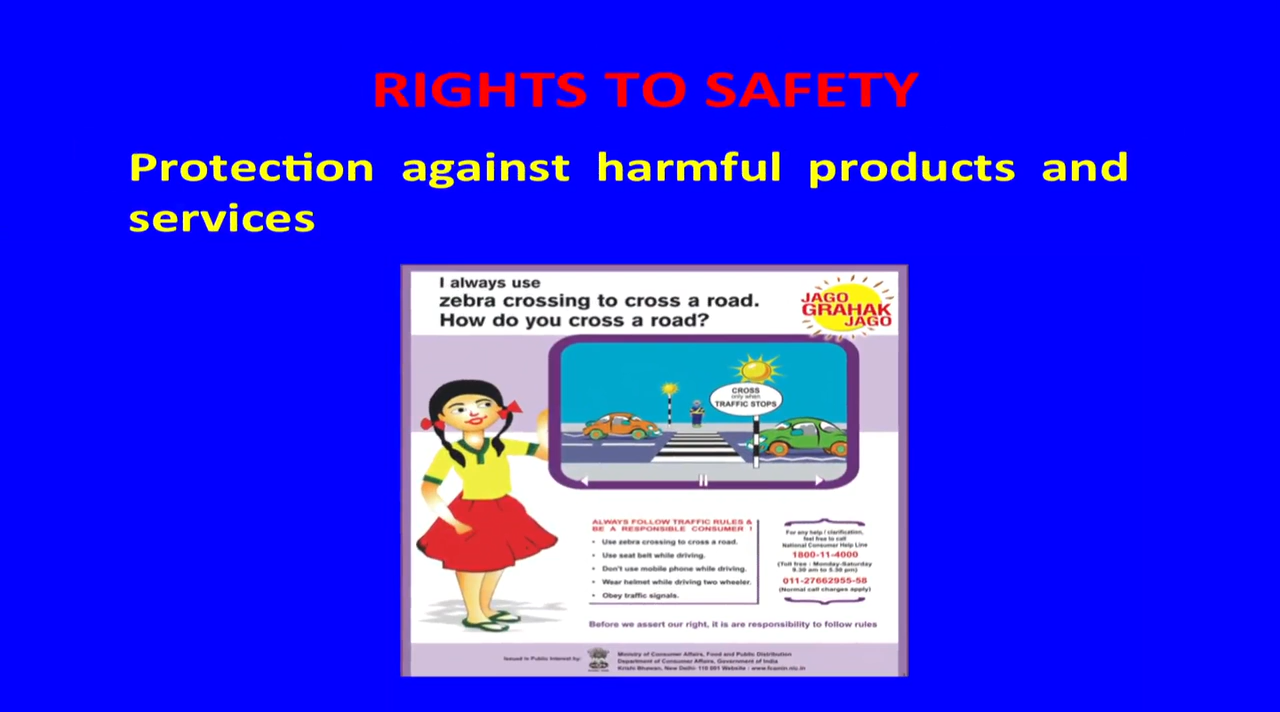 RIGHTS TO SAFETY
Protection against harmful products and
services
I always use
zebra crossing to cross a road.
How do you cross a road?
JAGO
GRAHAK
JAGO
CROSS
only when
TRAFFIC STOPS
ALWAYS FOLLOW TRAFFIC RULES &
BE A RESPONSIBLE CONSUMER !
• Use zebra crossing to cross a road.
• Use seat belt while driving.
• Don't use mobile phone while driving.
• Wear helmet while driving two wheeler.
• Obey traffic signals.
For any help / clarification,
feel free to call
National Consumer Help Line
1800-11-4000
(Toll free : Monday-Saturday
9.30 am to 5.30 pm)
011-27662955-58
(Normal call charges apply)
Before we assert our right, it is are responsibility to follow rules
Issued in Public Interest by:
Ministry of Consumer Affairs, Food and Public Distribution
Department of Consumer Affairs, Government of India
Krishi Bhawan, New Delhi- 110 001 Website : www.fcamin.nic.in